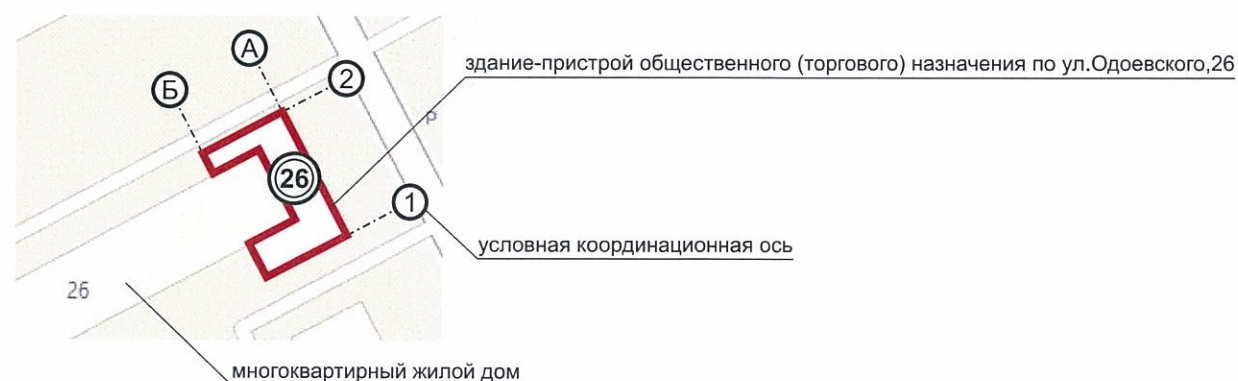 А
2
здание-пристрой общественного (торгового) назначения по ул.Одоевского,26
Б
Р
26
1
условная координационная ось
26
многоквартирный жилой дом